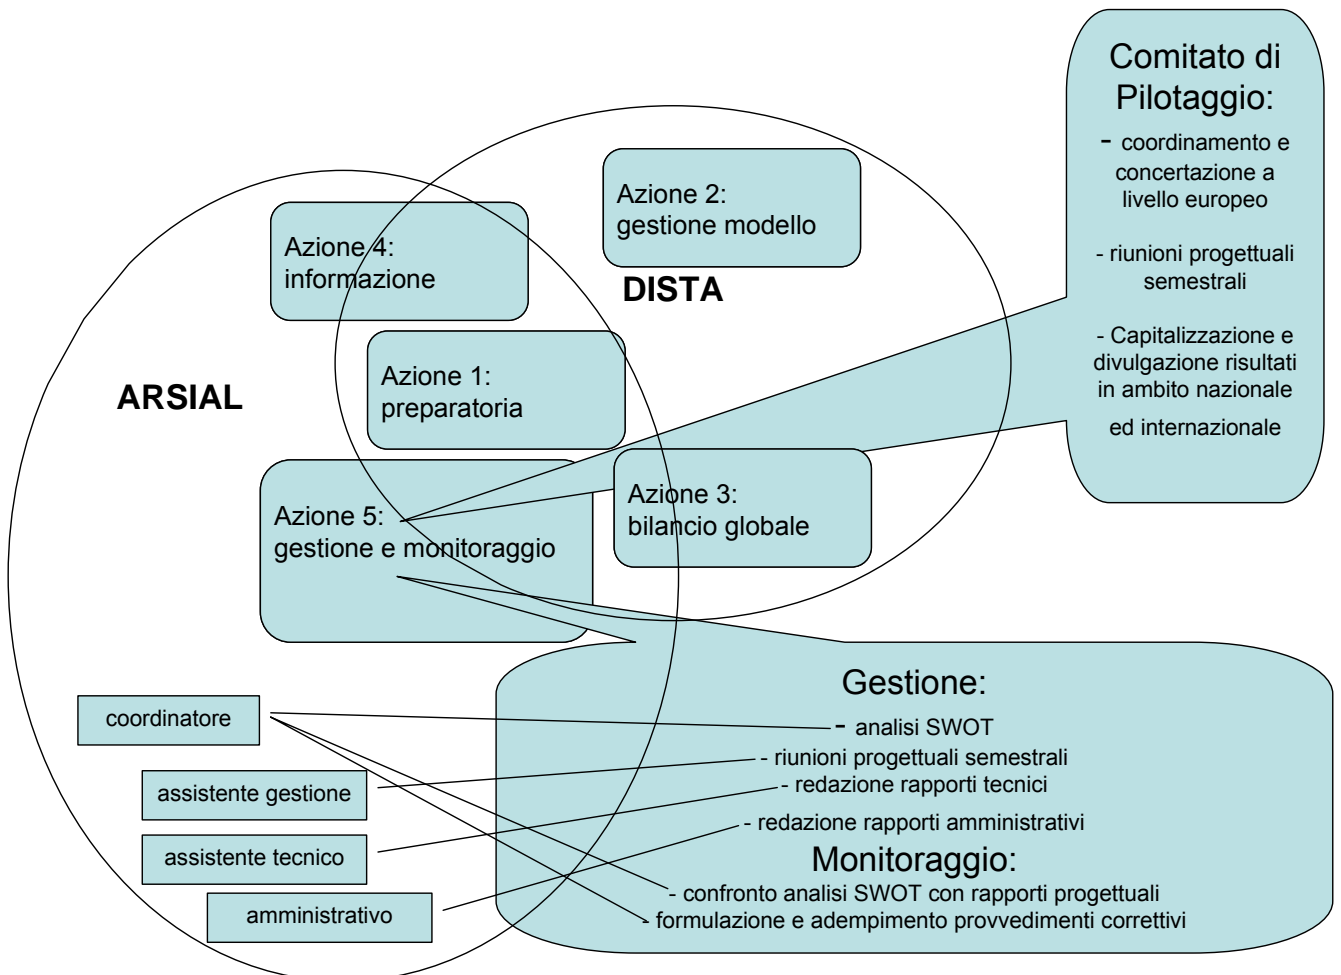 Comitato di
Pilotaggio:
- coordinamento e
concertazione a
livello europeo
- riunioni progettuali
semestrali
- Capitalizzazione e
divulgazione risultati
in ambito nazionale
ed internazionale
Azione 2:
gestione modello
DISTA
Azione 4:
informazione
Azione 1:
preparatoria
ARSIAL
Azione 3:
bilancio globale
Azione 5:
gestione e monitoraggio
coordinatore
assistente gestione
assistente tecnico
amministrativo
Gestione:
- analisi SWOT
- riunioni progettuali semestrali
- redazione rapporti tecnici
- redazione rapporti amministrativi
Monitoraggio:
- confronto analisi SWOT con rapporti progettuali
- formulazione e adempimento provvedimenti correttivi